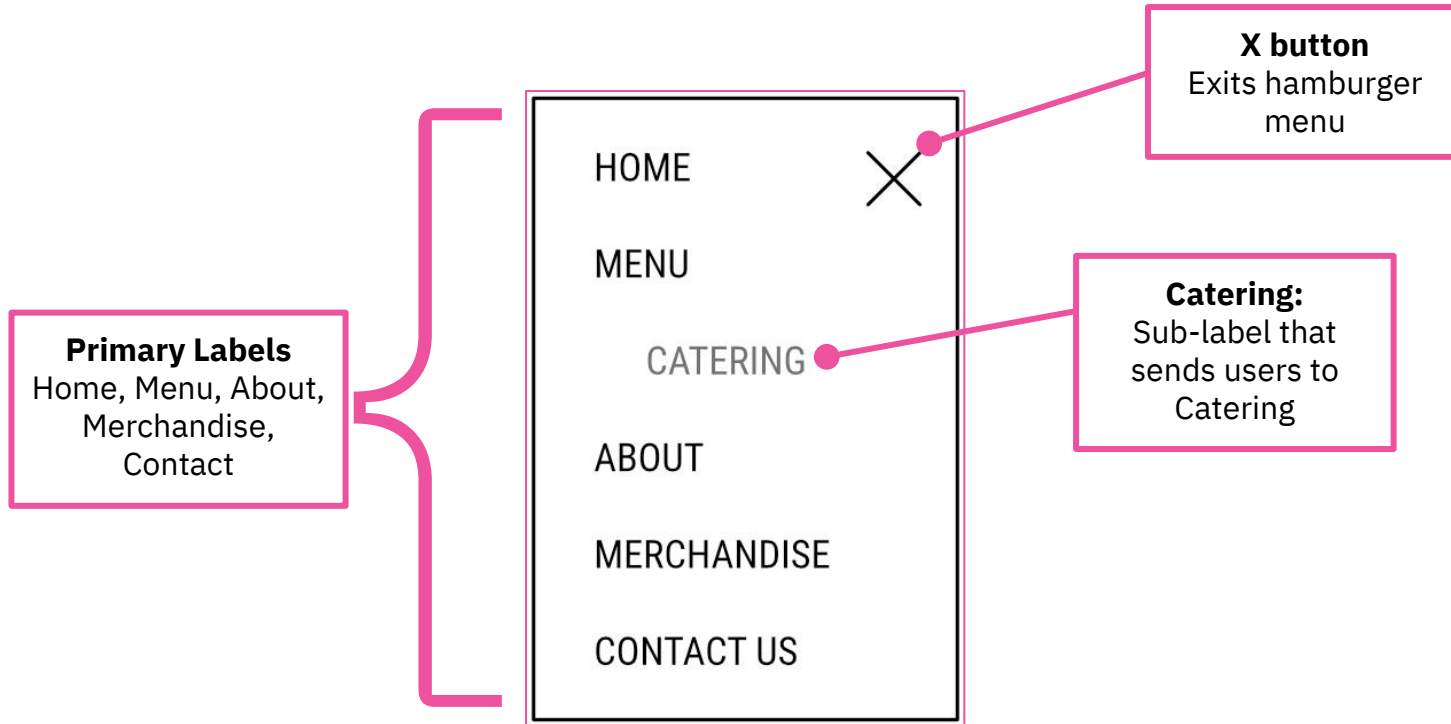 X button
Exits hamburger
menu
HOME
MENU
CATERING
ABOUT
MERCHANDISE
CONTACT US
Catering:
Sub-label that
sends users to
Catering
Primary Labels
Home, Menu, About,
Merchandise,
Contact